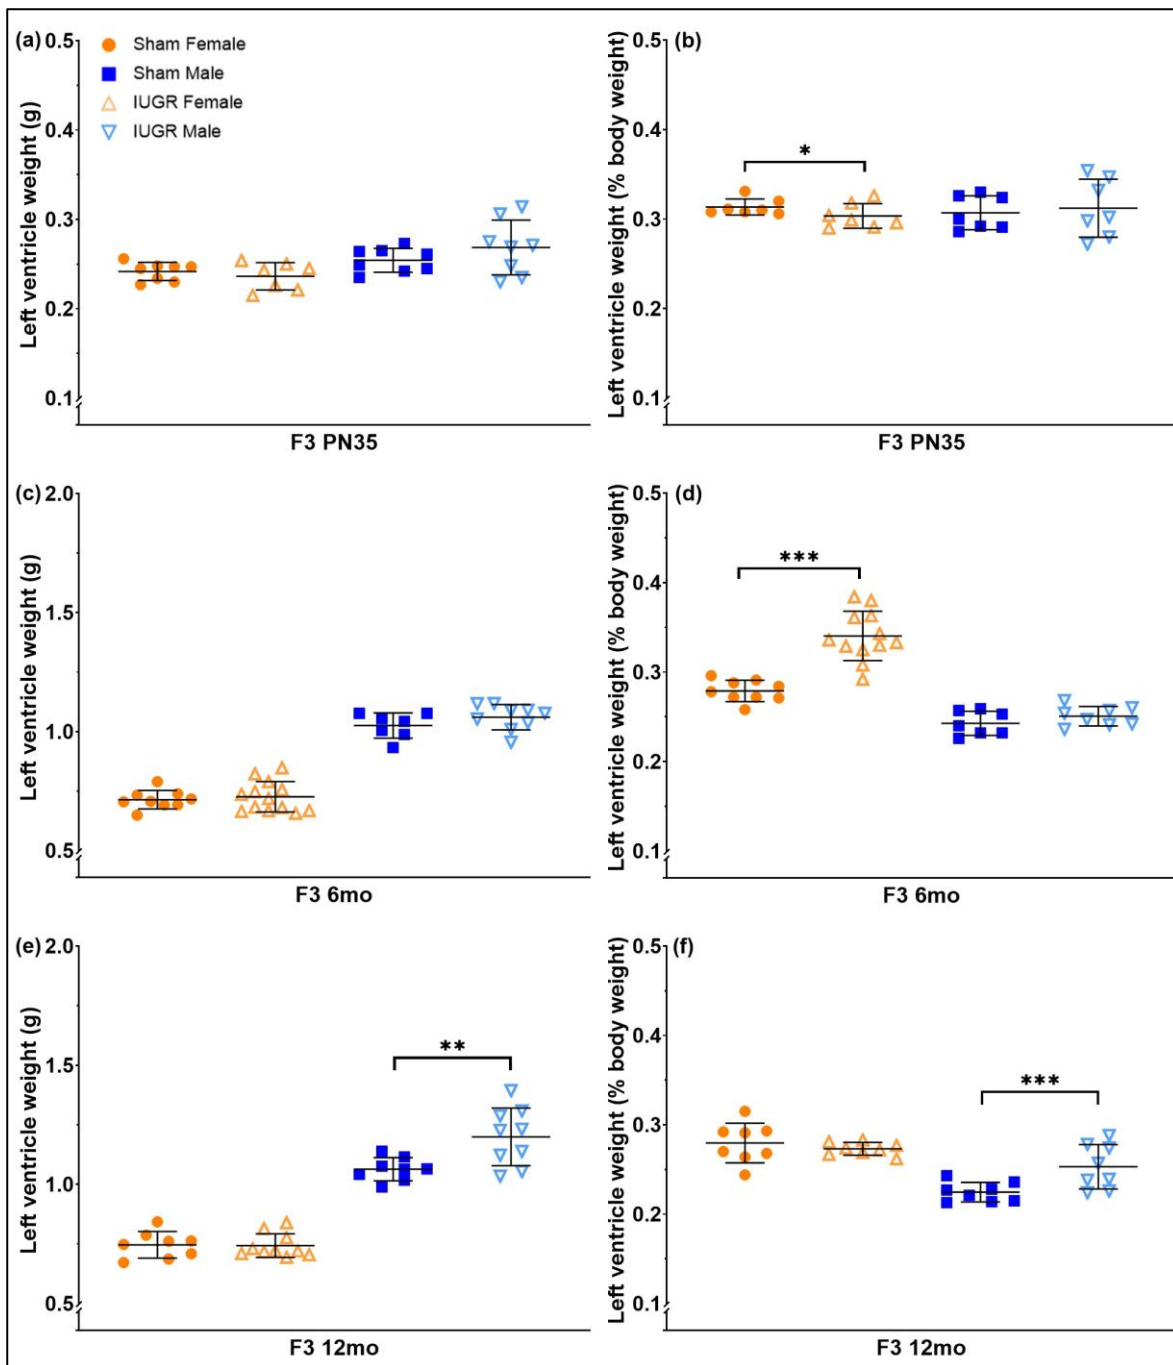 (a)
Sham Female
Sham Male
IUGR Female
IUGR Male
Left ventricle weight (g)
0.5
0.4
0.3
0.2
0.1
F3 PN35
(b)
Left ventricle weight (% body weight)
0.5
0.4
0.3
0.2
0.1
*
F3 PN35
(c)
Left ventricle weight (g)
2.0
1.5
1.0
0.5
F3 6mo
(d)
Left ventricle weight (% body weight)
0.5
0.4
0.3
0.2
0.1
***
F3 6mo
(e)
Left ventricle weight (g)
2.0
1.5
1.0
0.5
**
F3 12mo
(f)
Left ventricle weight (% body weight)
0.5
0.4
0.3
0.2
0.1
***
F3 12mo